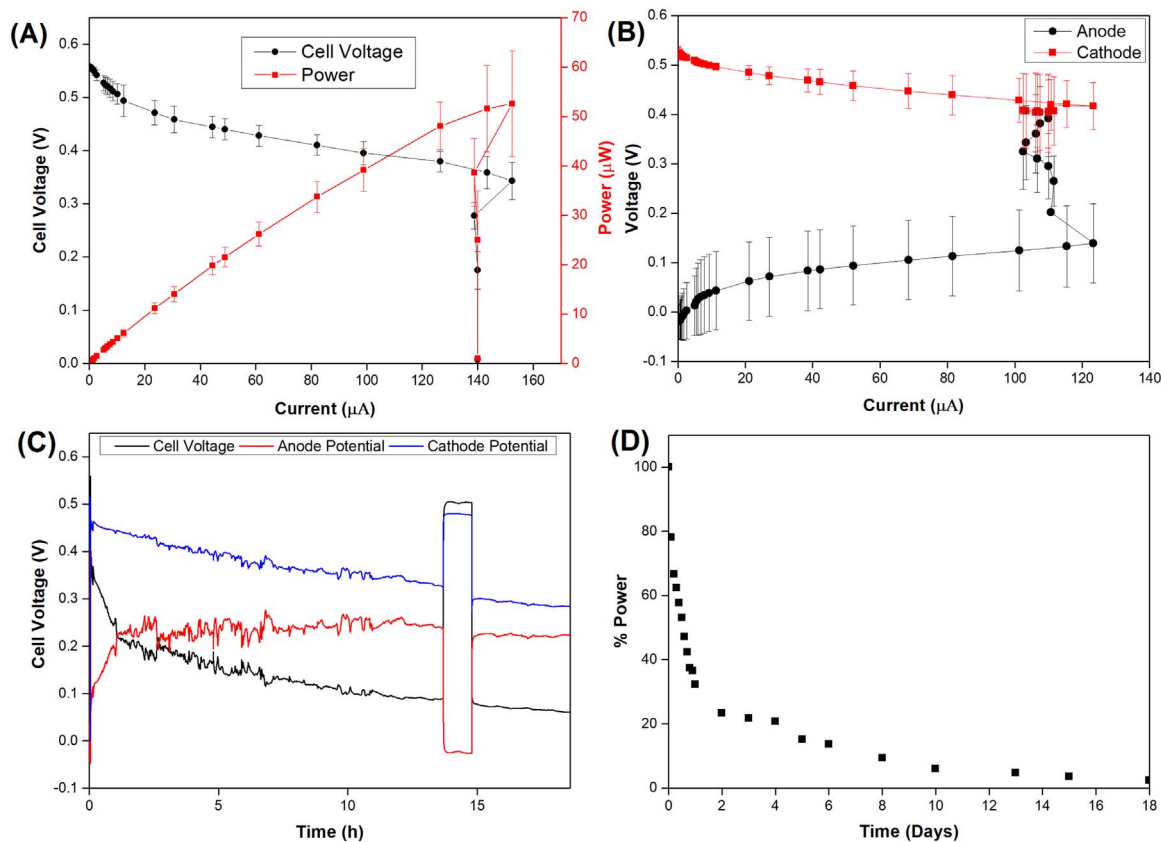 (A)
Cell Voltage
Power
Cell Voltage (V)
0.6
0.5
0.4
0.3
0.2
0.1
0.0
70
60
50
40
30
20
10
0
Power (μW)
0 20 40 60 80 100 120 140 160
Current (μA)
(B)
Anode
Cathode
Voltage (V)
0.6
0.5
0.4
0.3
0.2
0.1
0.0
-0.1
0 20 40 60 80 100 120 140
Current (μA)
(C)
Cell Voltage Anode Potential Cathode Potential
Cell Voltage (V)
0.6
0.5
0.4
0.3
0.2
0.1
0.0
-0.1
0 5 10 15
Time (h)
(D)
% Power
100
80
60
40
20
0
0 2 4 6 8 10 12 14 16 18
Time (Days)